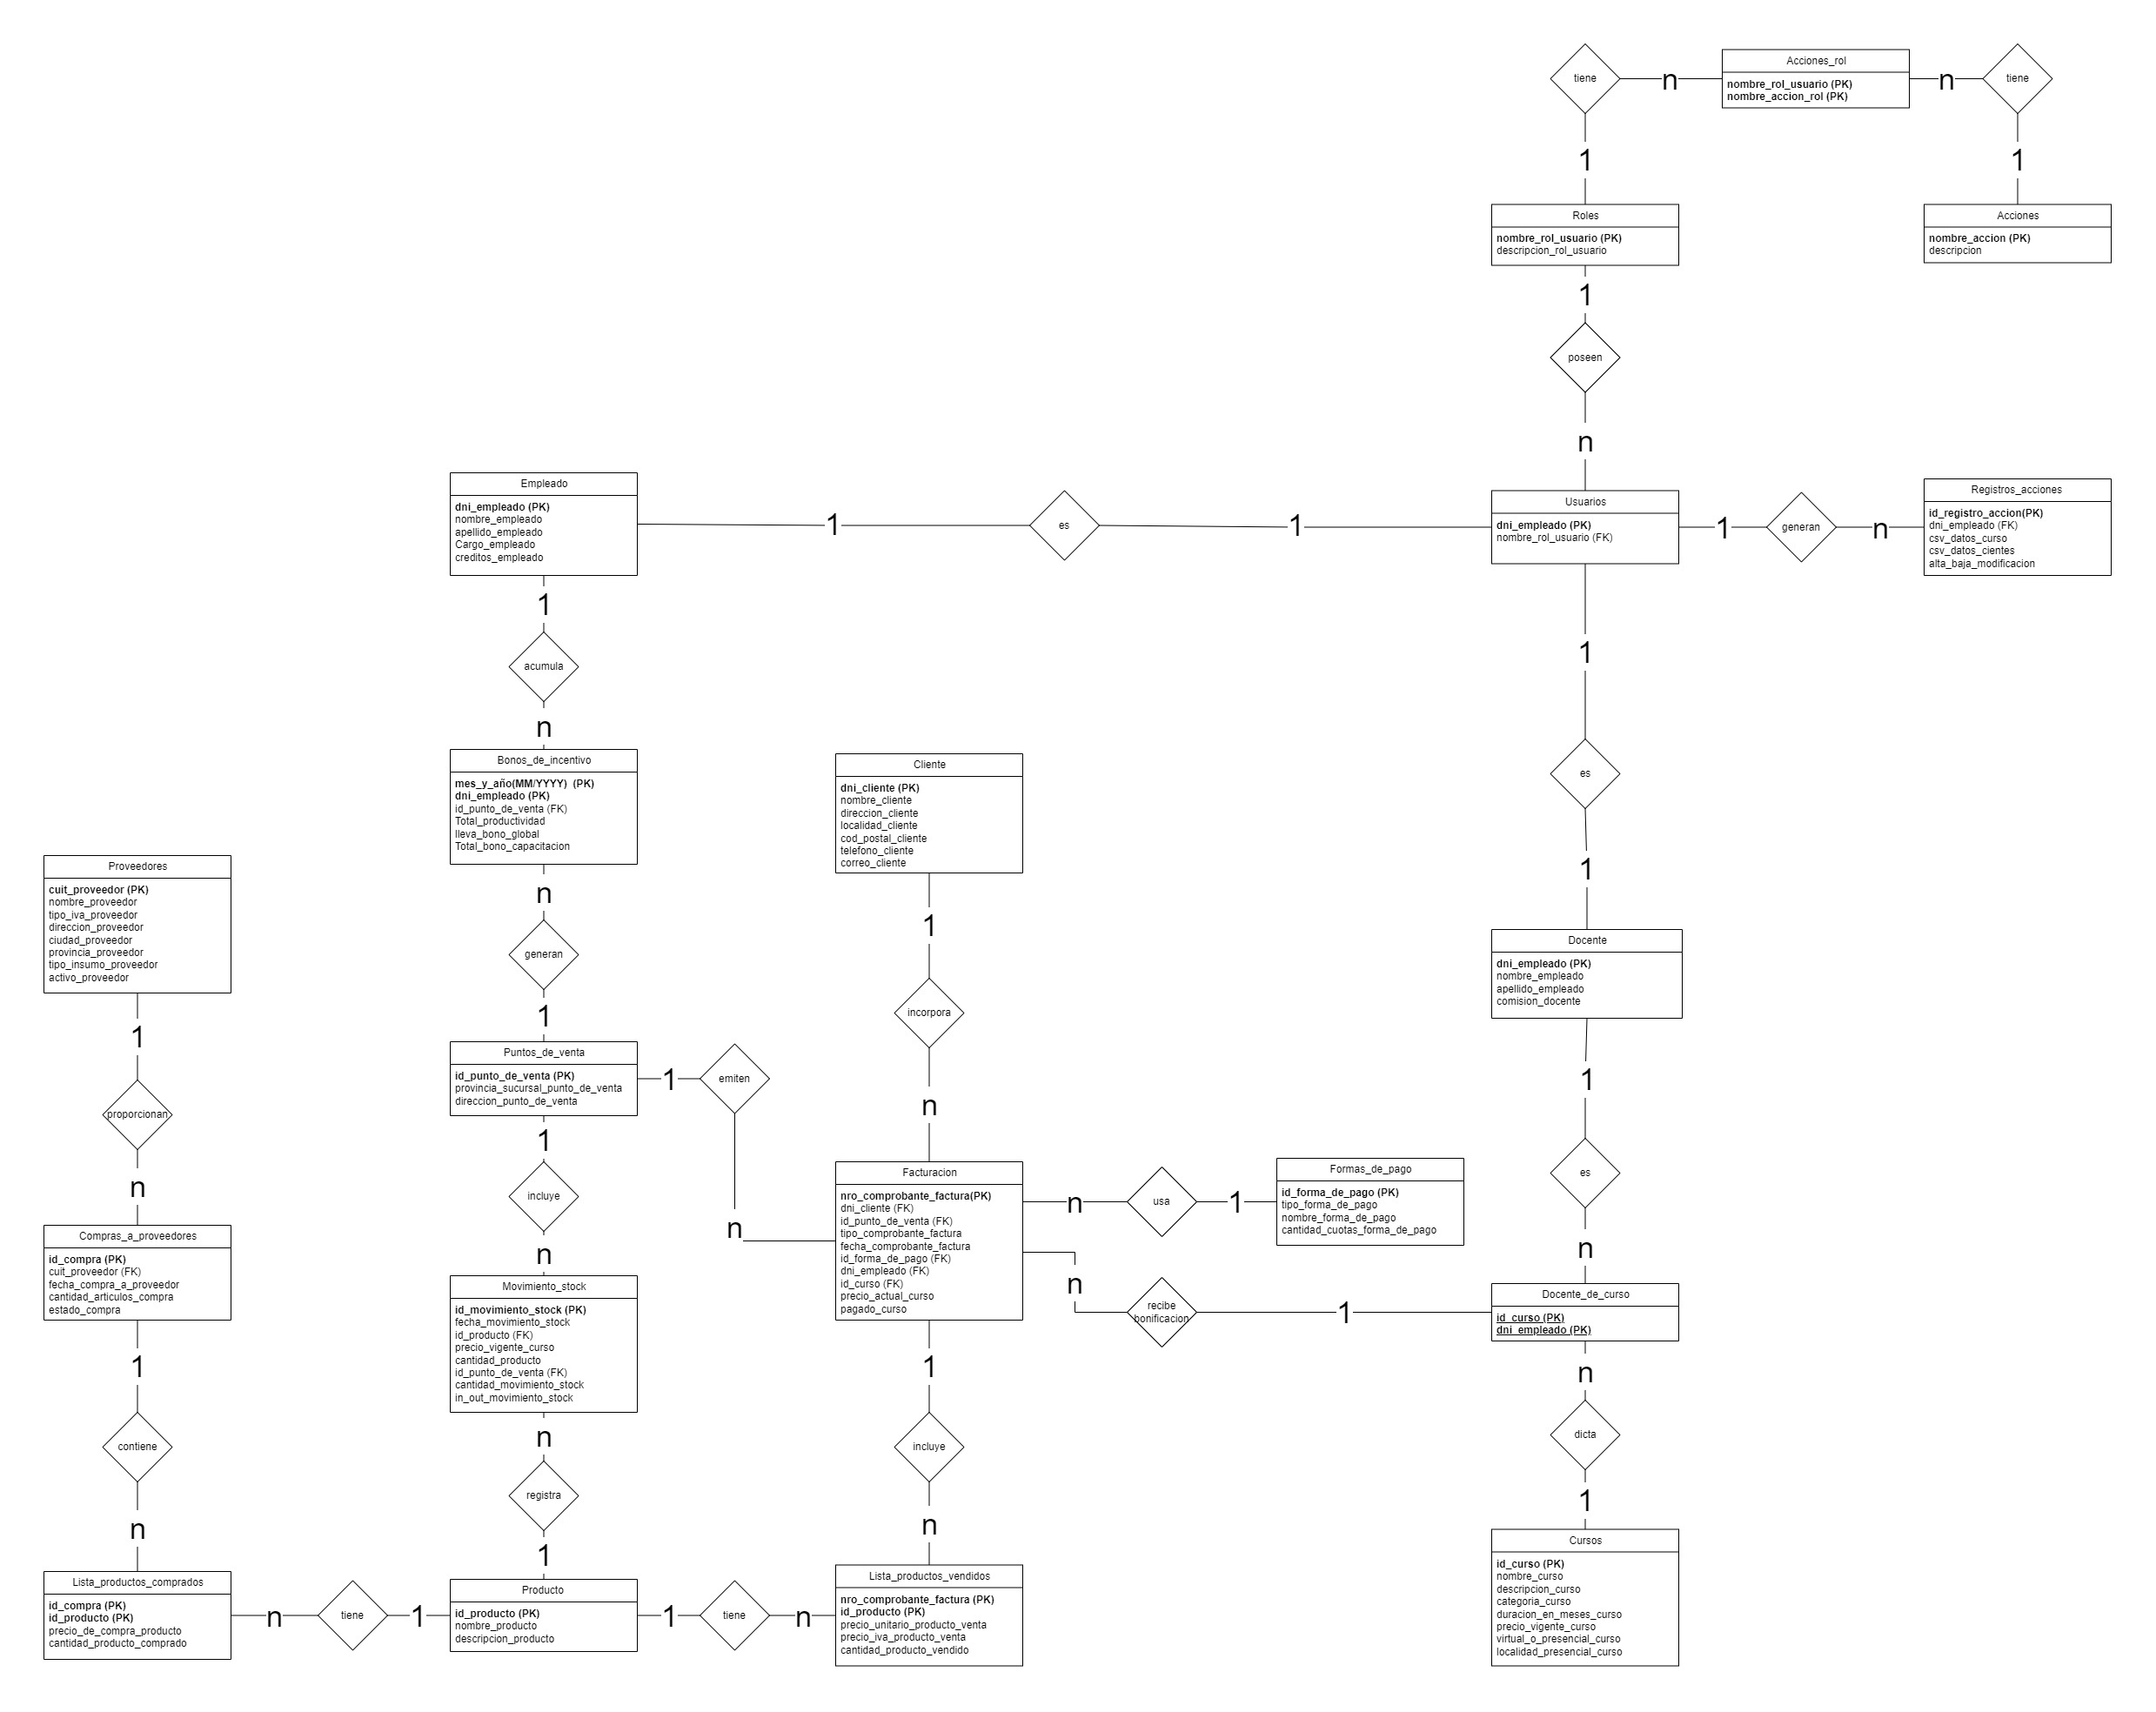 tiene
n
Acciones_rol
nombre_rol_usuario (PK)
nombre_accion_rol (PK)
n
tiene
1
1
Roles
nombre_rol_usuario (PK)
descripcion_rol_usuario
Acciones
nombre_accion (PK)
descripcion
1
poseen
n
Empleado
dni_empleado (PK)
nombre_empleado
apellido_empleado
Cargo_empleado
creditos_empleado
1
es
1
Usuarios
dni_empleado (PK)
nombre_rol_usuario (FK)
1
generan
n
Registros_acciones
id_registro_accion(PK)
dni_empleado (FK)
csv_datos_curso
csv_datos_cientes
alta_baja_modificacion
1
acumula
n
1
es
1
Bonos_de_incentivo
mes_y_año(MM/YYYY)  (PK)
dni_empleado (PK)
id_punto_de_venta (FK)
Total_productividad
lleva_bono_global
Total_bono_capacitacion
Cliente
dni_cliente (PK)
nombre_cliente
direccion_cliente
localidad_cliente
cod_postal_cliente
telefono_cliente
correo_cliente
Proveedores
cuit_proveedor (PK)
nombre_proveedor
tipo_iva_proveedor
direccion_proveedor
ciudad_proveedor
provincia_proveedor
tipo_insumo_proveedor
activo_proveedor
n
generan
1
1
incorpora
n
Docente
dni_empleado (PK)
nombre_empleado
apellido_empleado
comision_docente
1
proporcionan
n
Puntos_de_venta
id_punto_de_venta (PK)
provincia_sucursal_punto_de_venta
direccion_punto_de_venta
1
emiten
n
1
es
n
1
incluye
n
Facturacion
nro_comprobante_factura(PK)
dni_cliente (FK)
id_punto_de_venta (FK)
tipo_comprobante_factura
fecha_comprobante_factura
id_forma_de_pago (FK)
dni_empleado (FK)
id_curso (FK)
precio_actual_curso
pagado_curso
n
usa
1
Formas_de_pago
id_forma_de_pago (PK)
tipo_forma_de_pago
nombre_forma_de_pago
cantidad_cuotas_forma_de_pago
n
recibe
bonificacion
1
Docente_de_curso
id_curso (PK)
dni_empleado (PK)
Compras_a_proveedores
id_compra (PK)
cuit_proveedor (FK)
fecha_compra_a_proveedor
cantidad_articulos_compra
estado_compra
Movimiento_stock
id_movimiento_stock (PK)
fecha_movimiento_stock
id_producto (FK)
precio_vigente_curso
cantidad_producto
id_punto_de_venta (FK)
cantidad_movimiento_stock
in_out_movimiento_stock
1
contiene
n
n
registra
1
1
incluye
n
n
dicta
1
Lista_productos_comprados
id_compra (PK)
id_producto (PK)
precio_de_compra_producto
cantidad_producto_comprado
n
tiene
1
Producto
id_producto (PK)
nombre_producto
descripcion_producto
1
tiene
n
Lista_productos_vendidos
nro_comprobante_factura (PK)
id_producto (PK)
precio_unitario_producto_venta
precio_iva_producto_venta
cantidad_producto_vendido
Cursos
id_curso (PK)
nombre_curso
descripcion_curso
categoria_curso
duracion_en_meses_curso
precio_vigente_curso
virtual_o_presencial_curso
localidad_presencial_curso